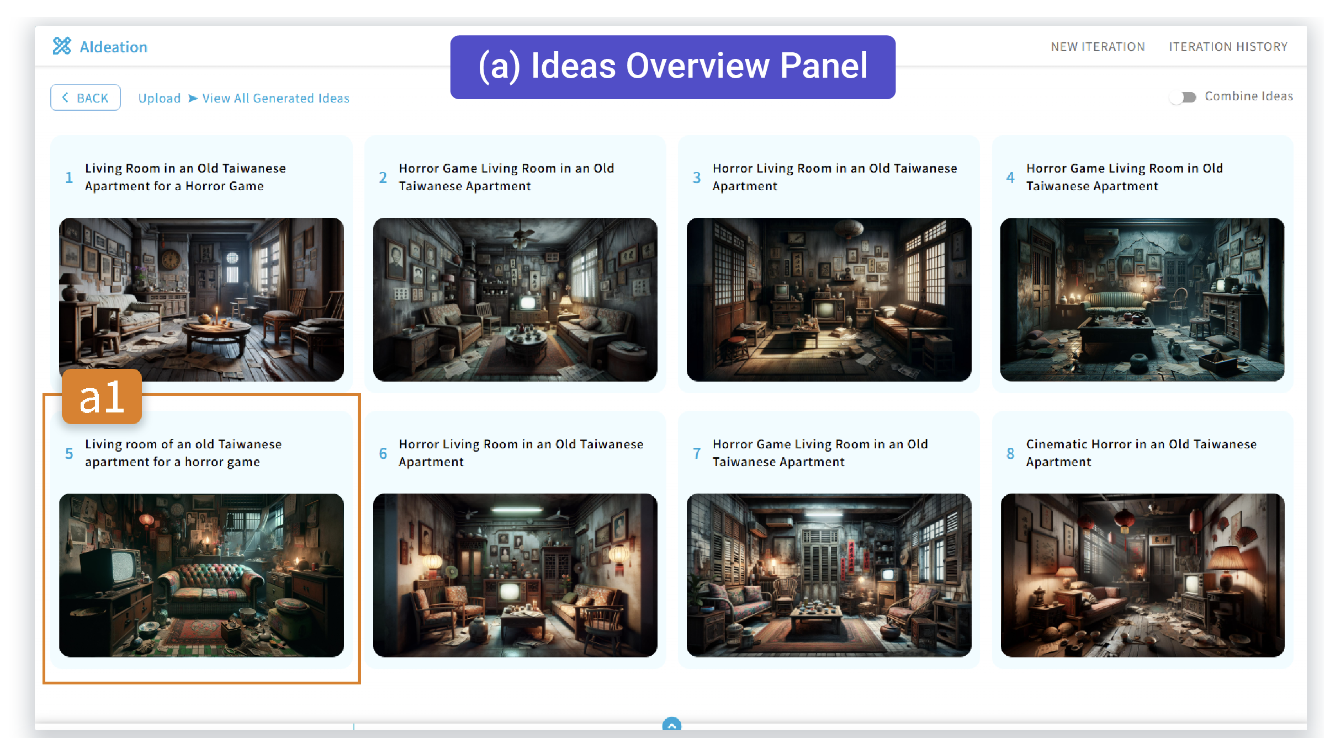 AIdeation
(a) Ideas Overview Panel
NEW ITERATION
ITERATION HISTORY
BACK
Upload ➤ View All Generated Ideas
Combine Ideas
1
Living Room in an Old Taiwanese
Apartment for a Horror Game
2
Horror Game Living Room in an Old
Taiwanese Apartment
3
Horror Living Room in an Old Taiwanese
Apartment
4
Horror Game Living Room in Old
Taiwanese Apartment
a1
5
Living room of an old Taiwanese
apartment for a horror game
6
Horror Living Room in an Old Taiwanese
Apartment
7
Horror Game Living Room in an Old
Taiwanese Apartment
8
Cinematic Horror in an Old Taiwanese
Apartment